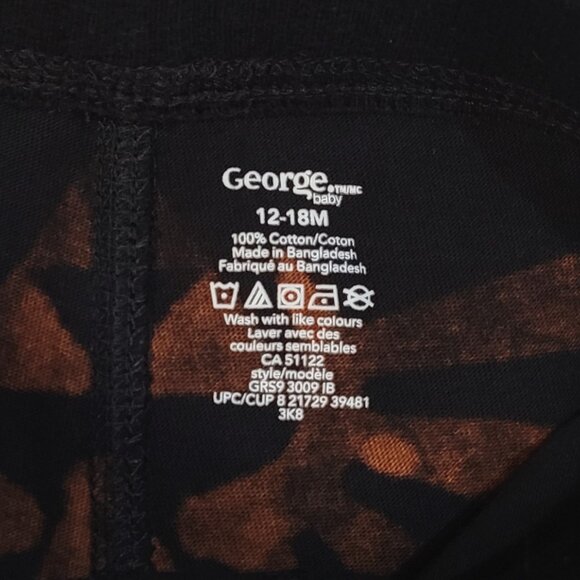 George
®TM/MC
baby
12-18M
100% Cotton/Coton
Made in Bangladesh
Fabriqué au Bangladesh
Wash with like colours
Laver avec des
couleurs semblables
CA 51122
style/modèle
GRS9 3009 IB
UPC/CUP 8 21729 39481
3K8